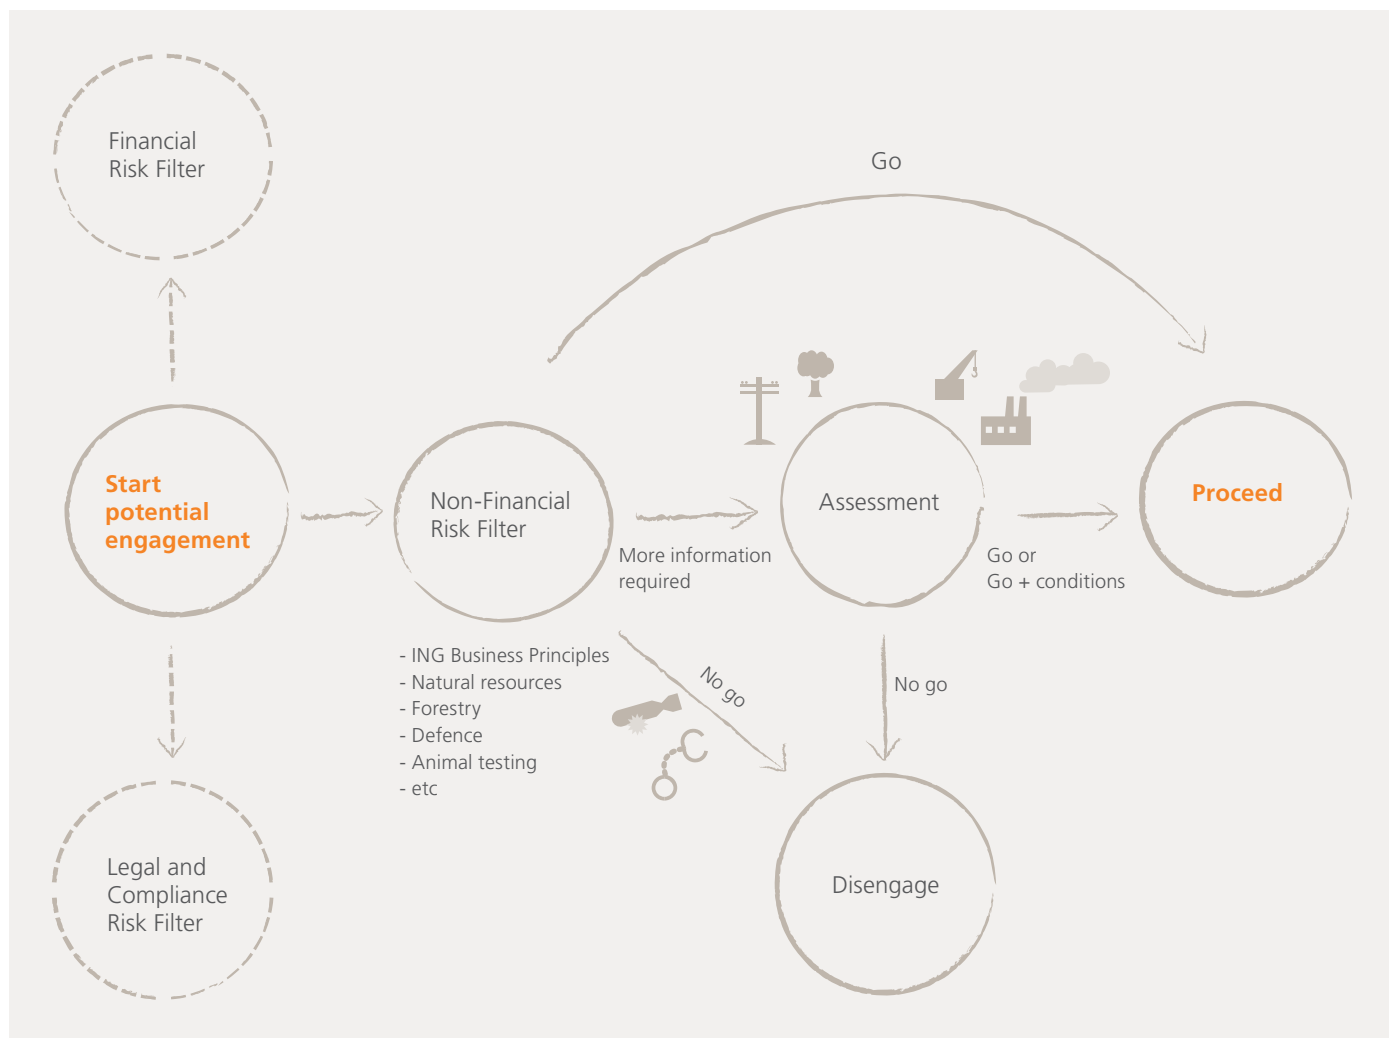 Financial
Risk Filter
Go
Start
potential
engagement
Non-Financial
Risk Filter
More information
required
Assessment
Go or
Go + conditions
Proceed
- ING Business Principles
- Natural resources
- Forestry
- Defence
- Animal testing
- etc
No go
No go
Legal and
Compliance
Risk Filter
Disengage